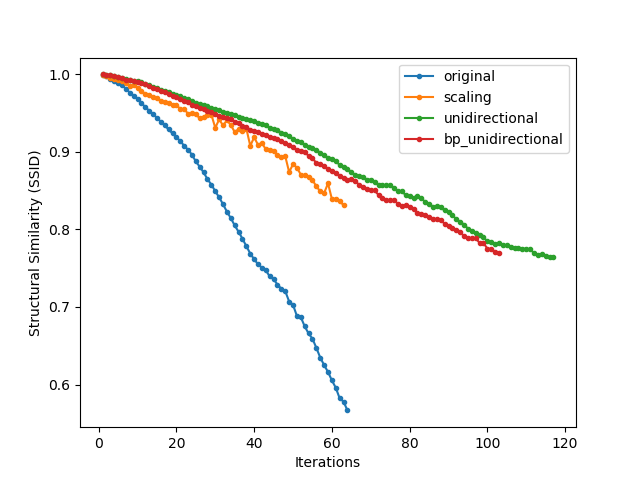 original
scaling
unidirectional
bp_unidirectional
1.0
0.9
0.8
0.7
0.6
Structural Similarity (SSID)
0 20 40 60 80 100 120
Iterations